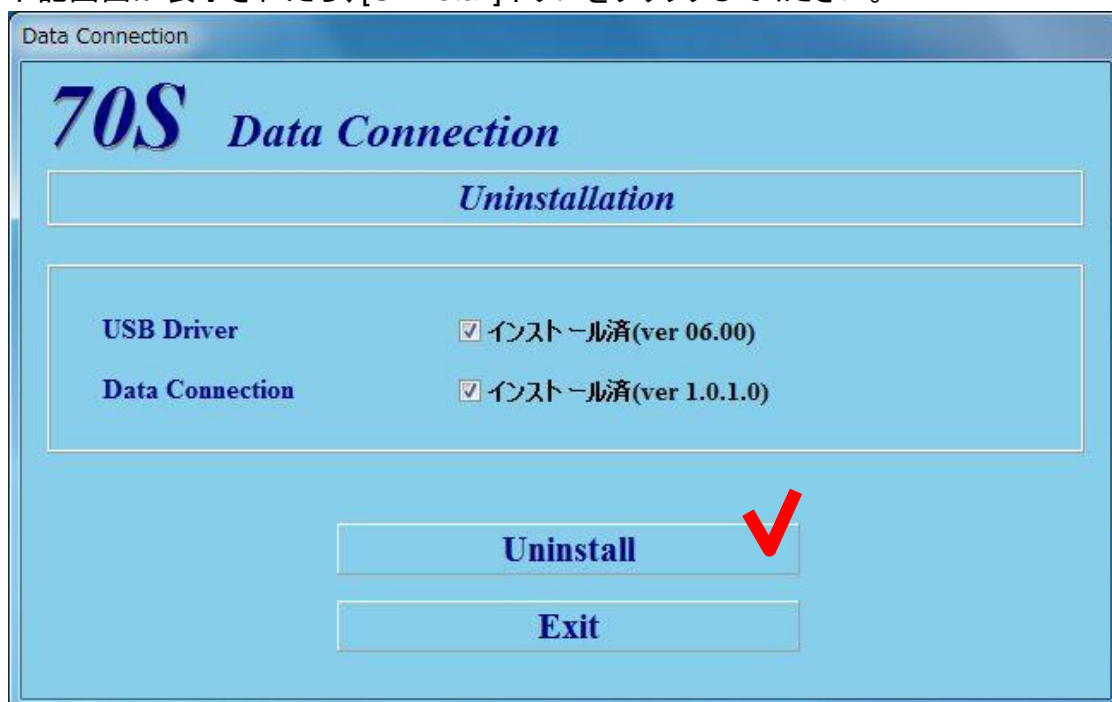 Data Connection
70S Data Connection
Uninstallation
USB Driver インストール済(ver 06.00)
Data Connection インストール済(ver 1.0.1.0)
Uninstall
Exit